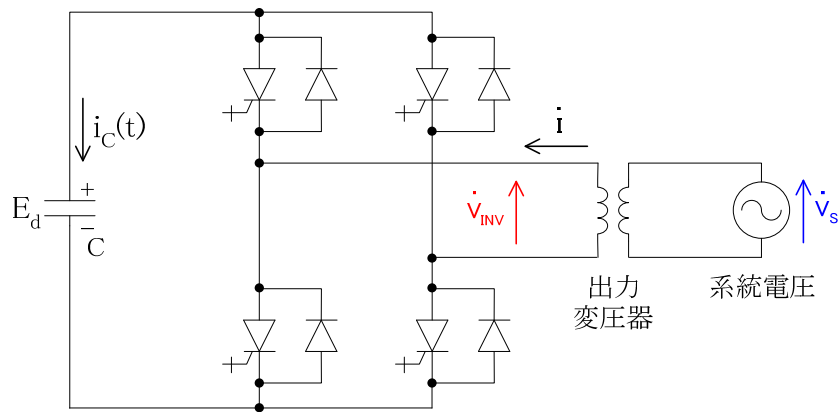 i_C(t)
+
E_d
−
C
İ
V̇_INV
V̇_S
出力
変圧器
系統電圧